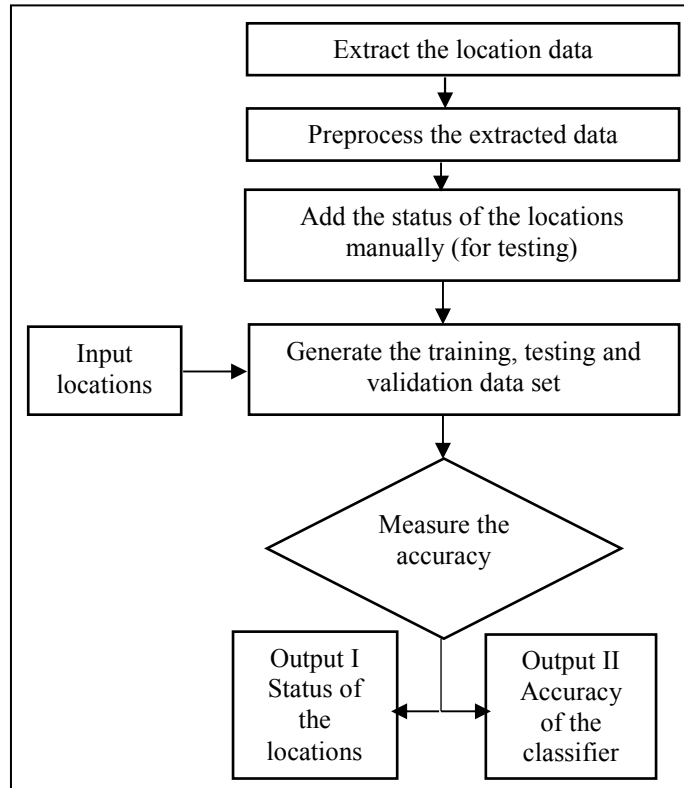 Extract the location data
Preprocess the extracted data
Add the status of the locations
manually (for testing)
Input
locations
Generate the training, testing and
validation data set
Measure the
accuracy
Output I
Status of
the
locations
Output II
Accuracy
of the
classifier